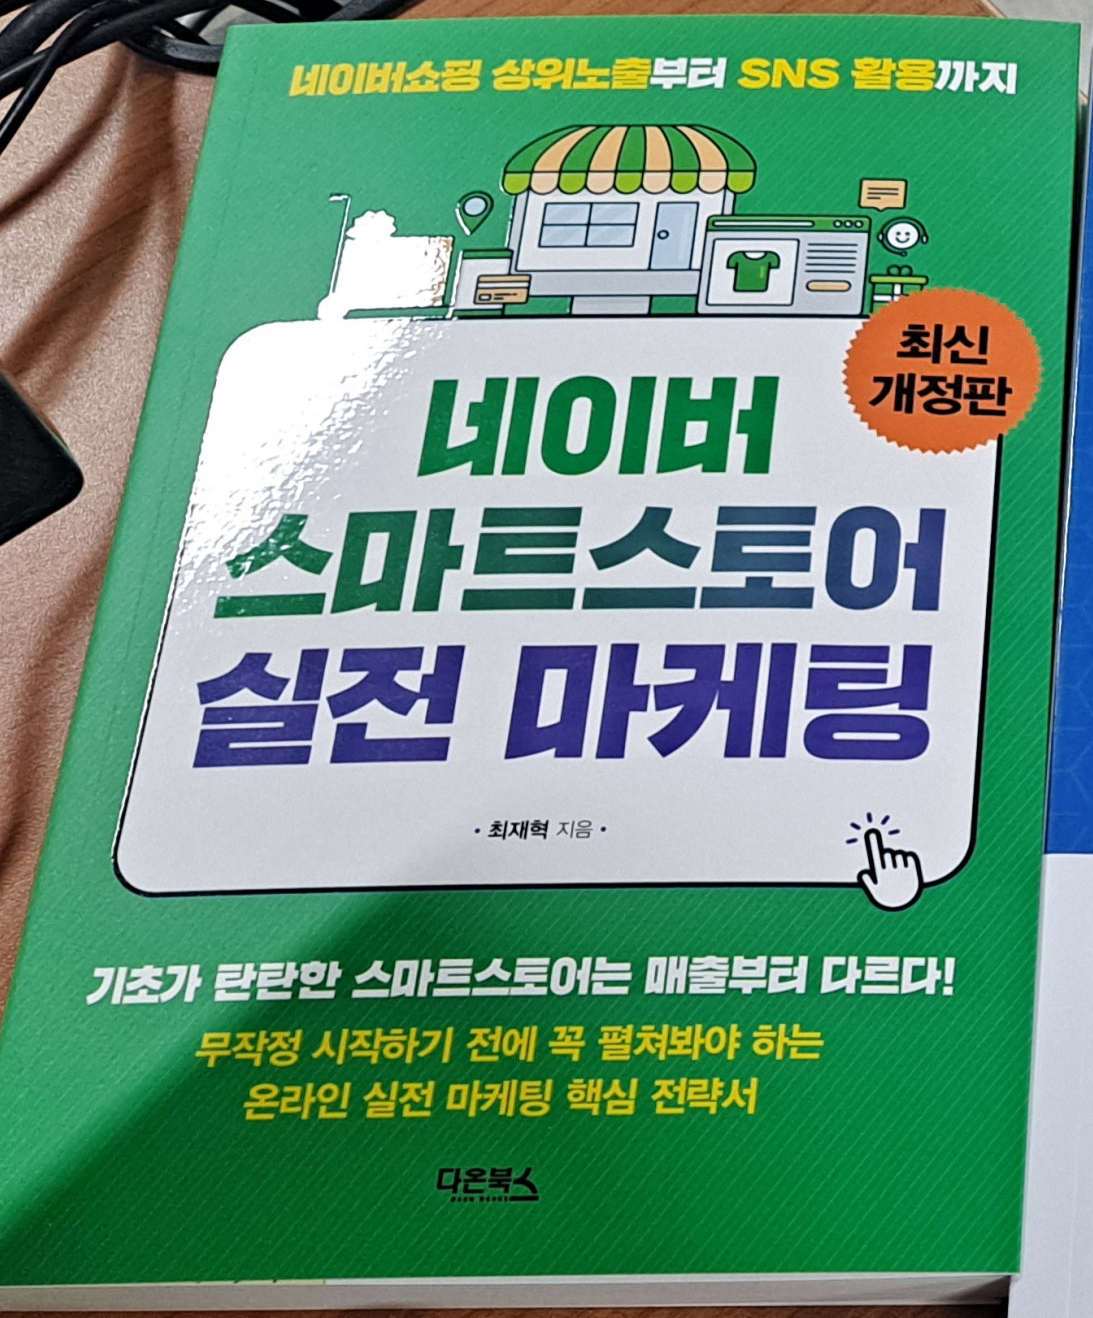 네이버쇼핑 상위노출부터 SNS 활용까지
최신
개정판
네이버
스마트스토어
실전 마케팅
· 최재혁 지음 ·
기초가 탄탄한 스마트스토어는 매출부터 다르다!
무작정 시작하기 전에 꼭 펼쳐봐야 하는
온라인 실전 마케팅 핵심 전략서
다온북스
DAON BOOKS